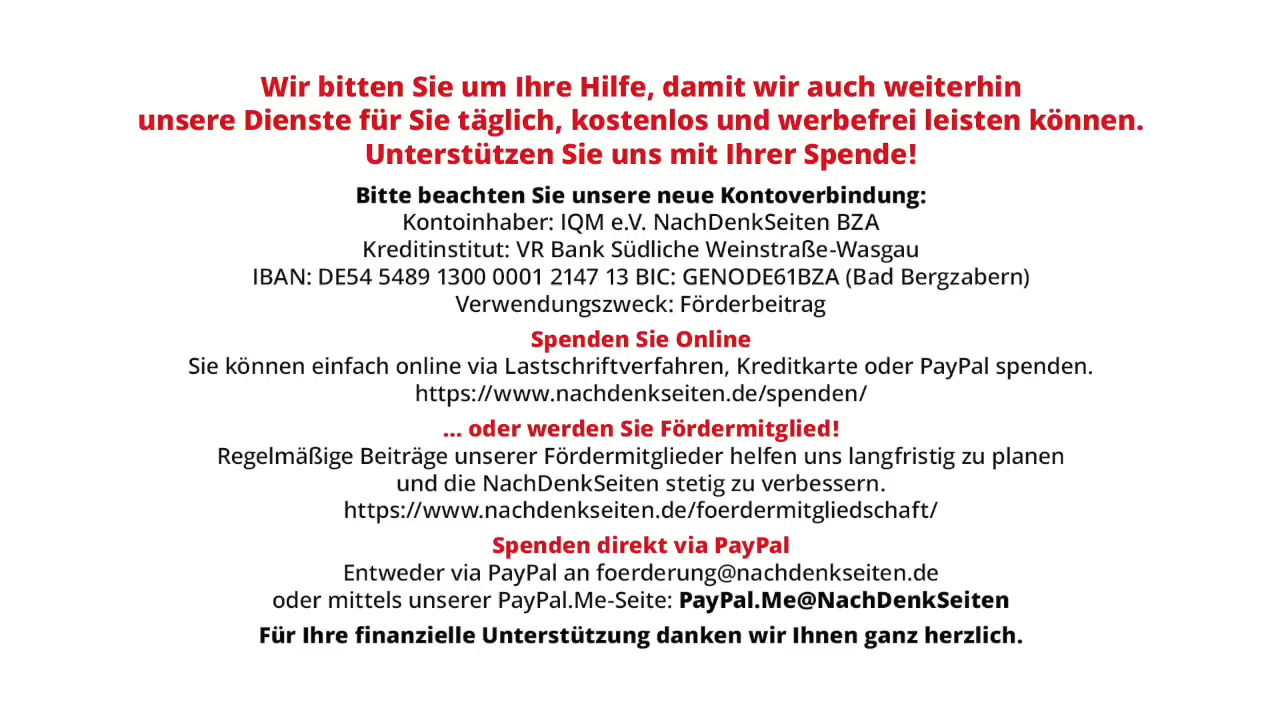 Wir bitten Sie um Ihre Hilfe, damit wir auch weiterhin
unsere Dienste für Sie täglich, kostenlos und werbefrei leisten können.
Unterstützen Sie uns mit Ihrer Spende!
Bitte beachten Sie unsere neue Kontoverbindung:
Kontoinhaber: IQM e.V. NachDenkSeiten BZA
Kreditinstitut: VR Bank Südliche Weinstraße-Wasgau
IBAN: DE54 5489 1300 0001 2147 13 BIC: GENODE61BZA (Bad Bergzabern)
Verwendungszweck: Förderbeitrag
Spenden Sie Online
Sie können einfach online via Lastschriftverfahren, Kreditkarte oder PayPal spenden.
https://www.nachdenkseiten.de/spenden/
... oder werden Sie Fördermitglied!
Regelmäßige Beiträge unserer Fördermitglieder helfen uns langfristig zu planen
und die NachDenkSeiten stetig zu verbessern.
https://www.nachdenkseiten.de/foerdermitgliedschaft/
Spenden direkt via PayPal
Entweder via PayPal an foerderung@nachdenkseiten.de
oder mittels unserer PayPal.Me-Seite: PayPal.Me@NachDenkSeiten
Für Ihre finanzielle Unterstützung danken wir Ihnen ganz herzlich.